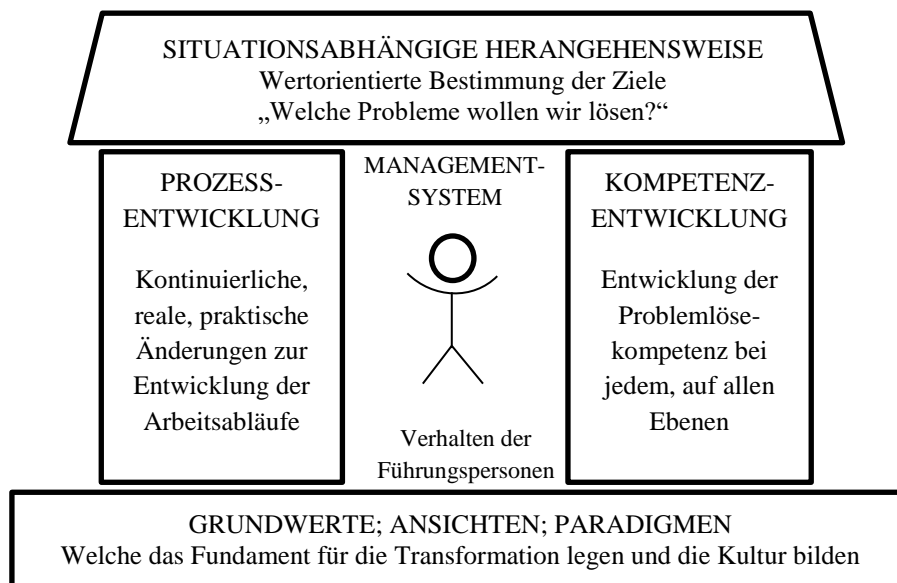 SITUATIONSABHÄNGIGE HERANGEHENSWEISE
Wertorientierte Bestimmung der Ziele
„Welche Probleme wollen wir lösen?“
PROZESS-
ENTWICKLUNG
Kontinuierliche,
reale, praktische
Änderungen zur
Entwicklung der
Arbeitsabläufe
MANAGEMENT-
SYSTEM
Verhalten der
Führungspersonen
KOMPETENZ-
ENTWICKLUNG
Entwicklung der
Problemlöse-
kompetenz bei
jedem, auf allen
Ebenen
GRUNDWERTE; ANSICHTEN; PARADIGMEN
Welche das Fundament für die Transformation legen und die Kultur bilden